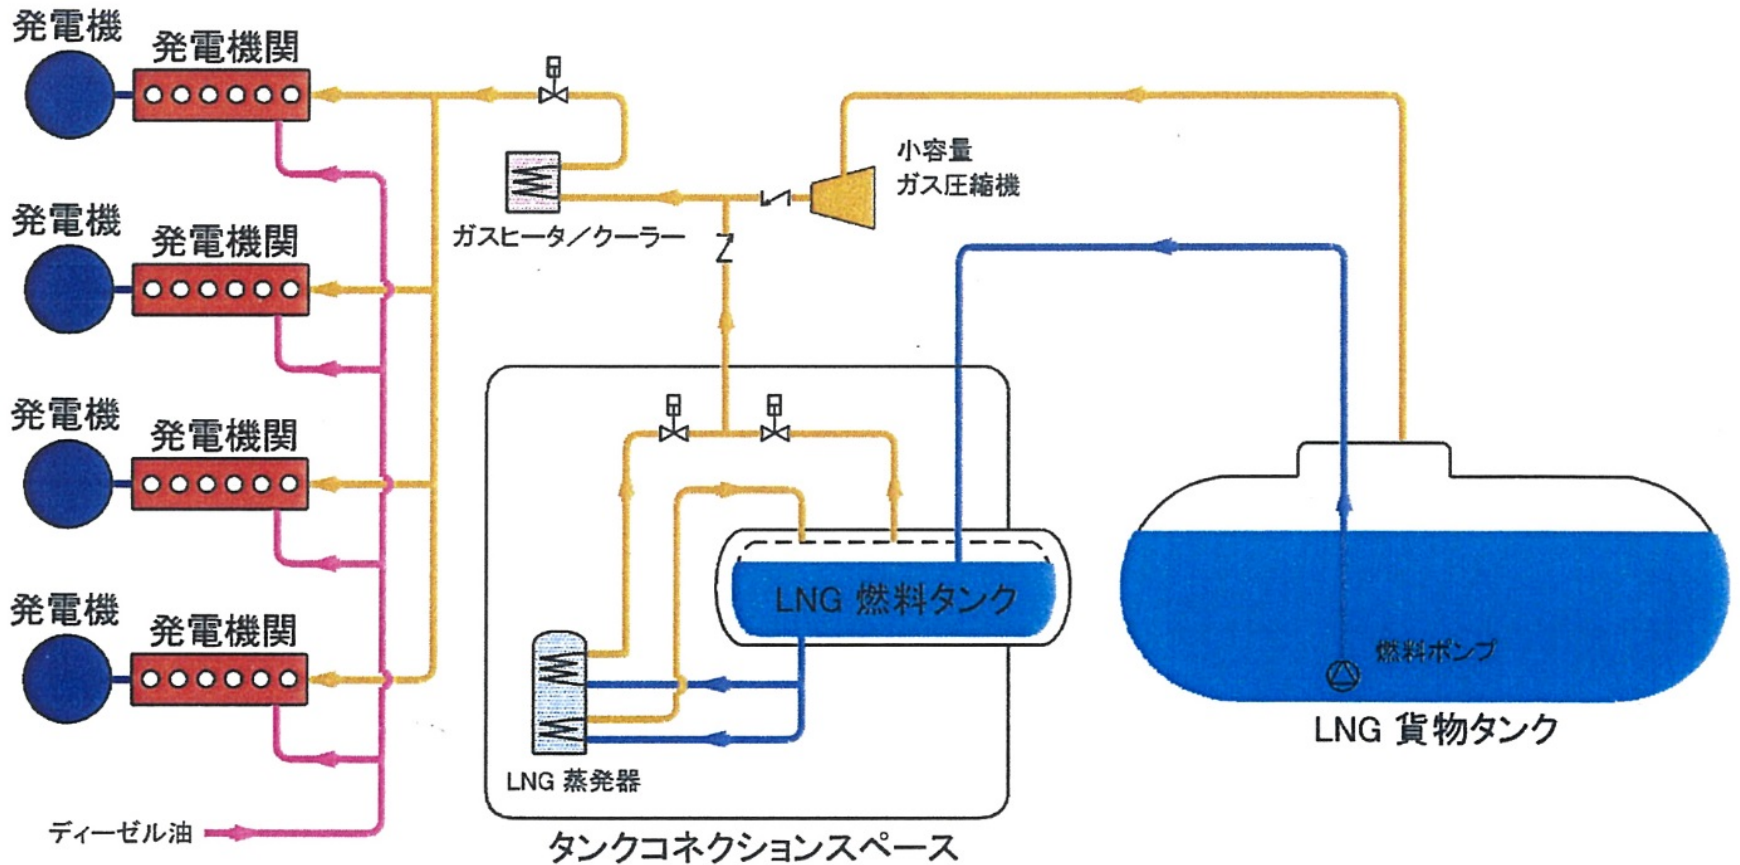 発電機
発電機関
小容量
ガス圧縮機
ガスヒータ／クーラー
発電機
発電機関
発電機
発電機関
LNG 燃料タンク
発電機
発電機関
燃料ポンプ
LNG 貨物タンク
LNG 蒸発器
ディーゼル油
タンクコネクションスペース